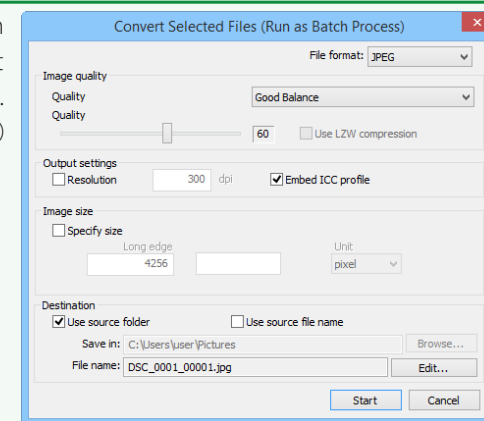 Convert Selected Files (Run as Batch Process)
File format: JPEG
Image quality
Quality Good Balance
Quality
60 Use LZW compression
Output settings
Resolution 300 dpi Embed ICC profile
Image size
Specify size
Long edge Unit
4256 pixel
Destination
Use source folder Use source file name
Save in: C:\Users\user\Pictures Browse...
File name: DSC_0001_00001.jpg Edit...
Start Cancel